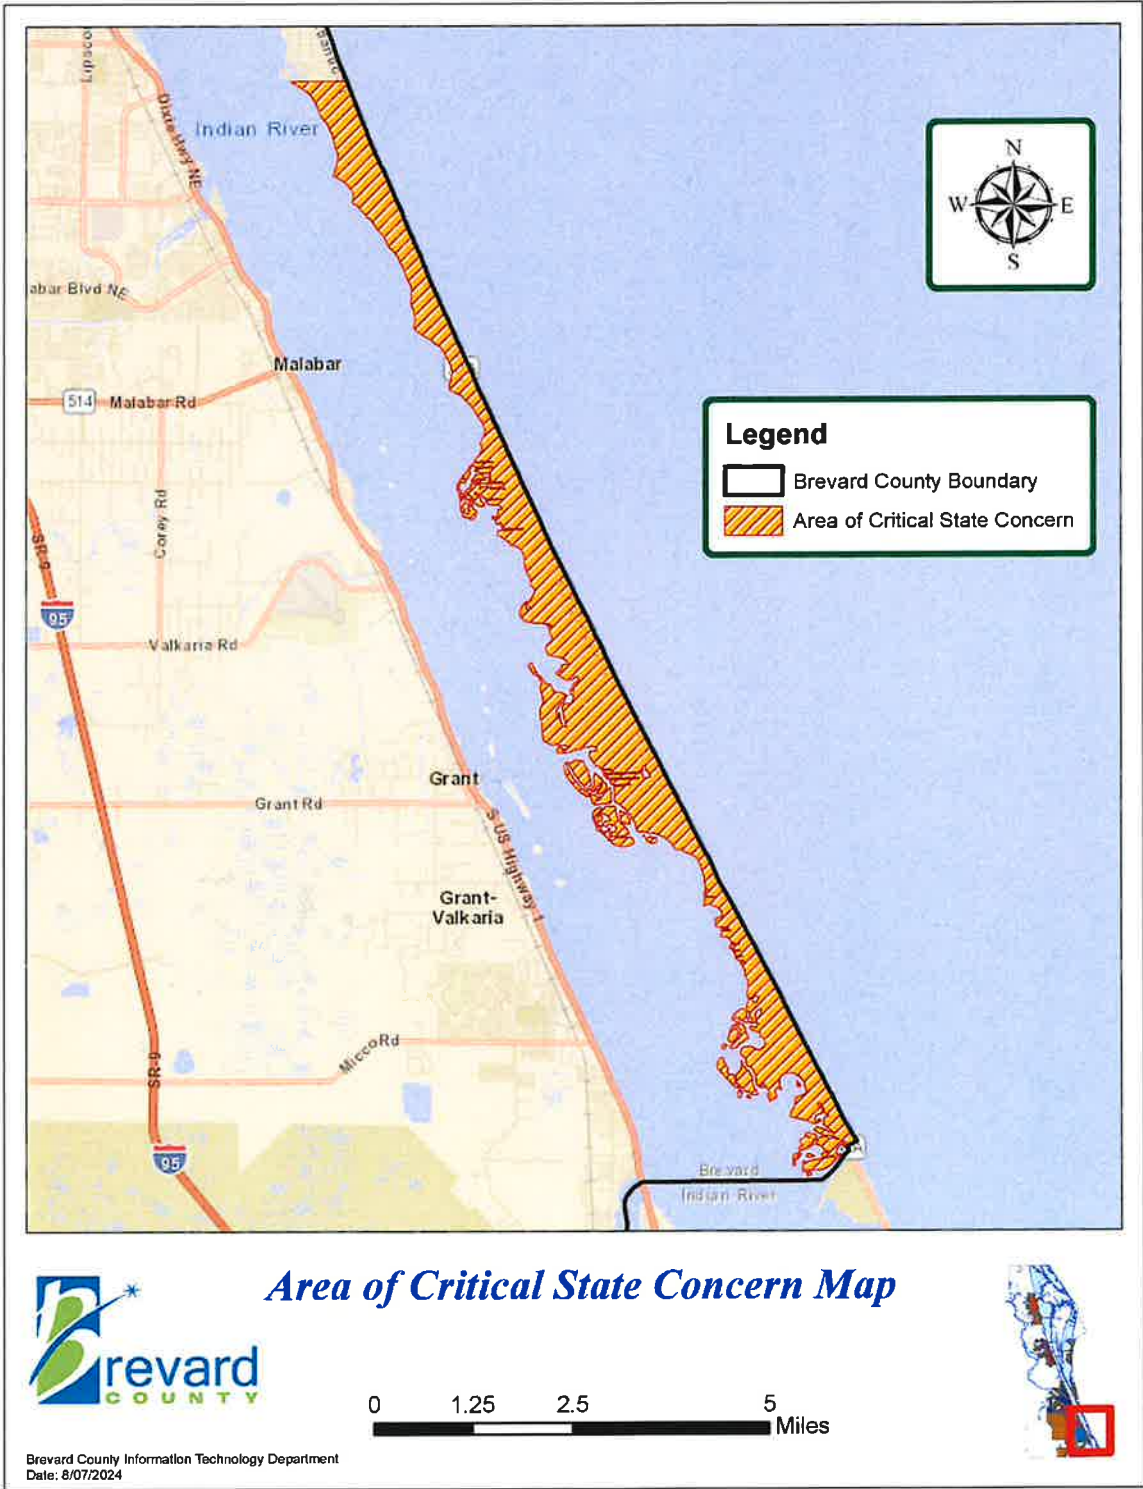 Lipsco
Dixie Hwy NE
Indian River
N
W
E
S
abar Blvd NE
Malabar
514
Malabar Rd
Corey Rd
SR-9
95
Valkaria Rd
Legend
Brevard County Boundary
Area of Critical State Concern
Grant
Grant Rd
S US Highway 1
Grant-
Valkaria
Micco Rd
SR-9
95
Brevard
Indian River
Area of Critical State Concern Map
Brevard
COUNTY
0 1.25 2.5 5
Miles
Brevard County Information Technology Department
Date: 8/07/2024